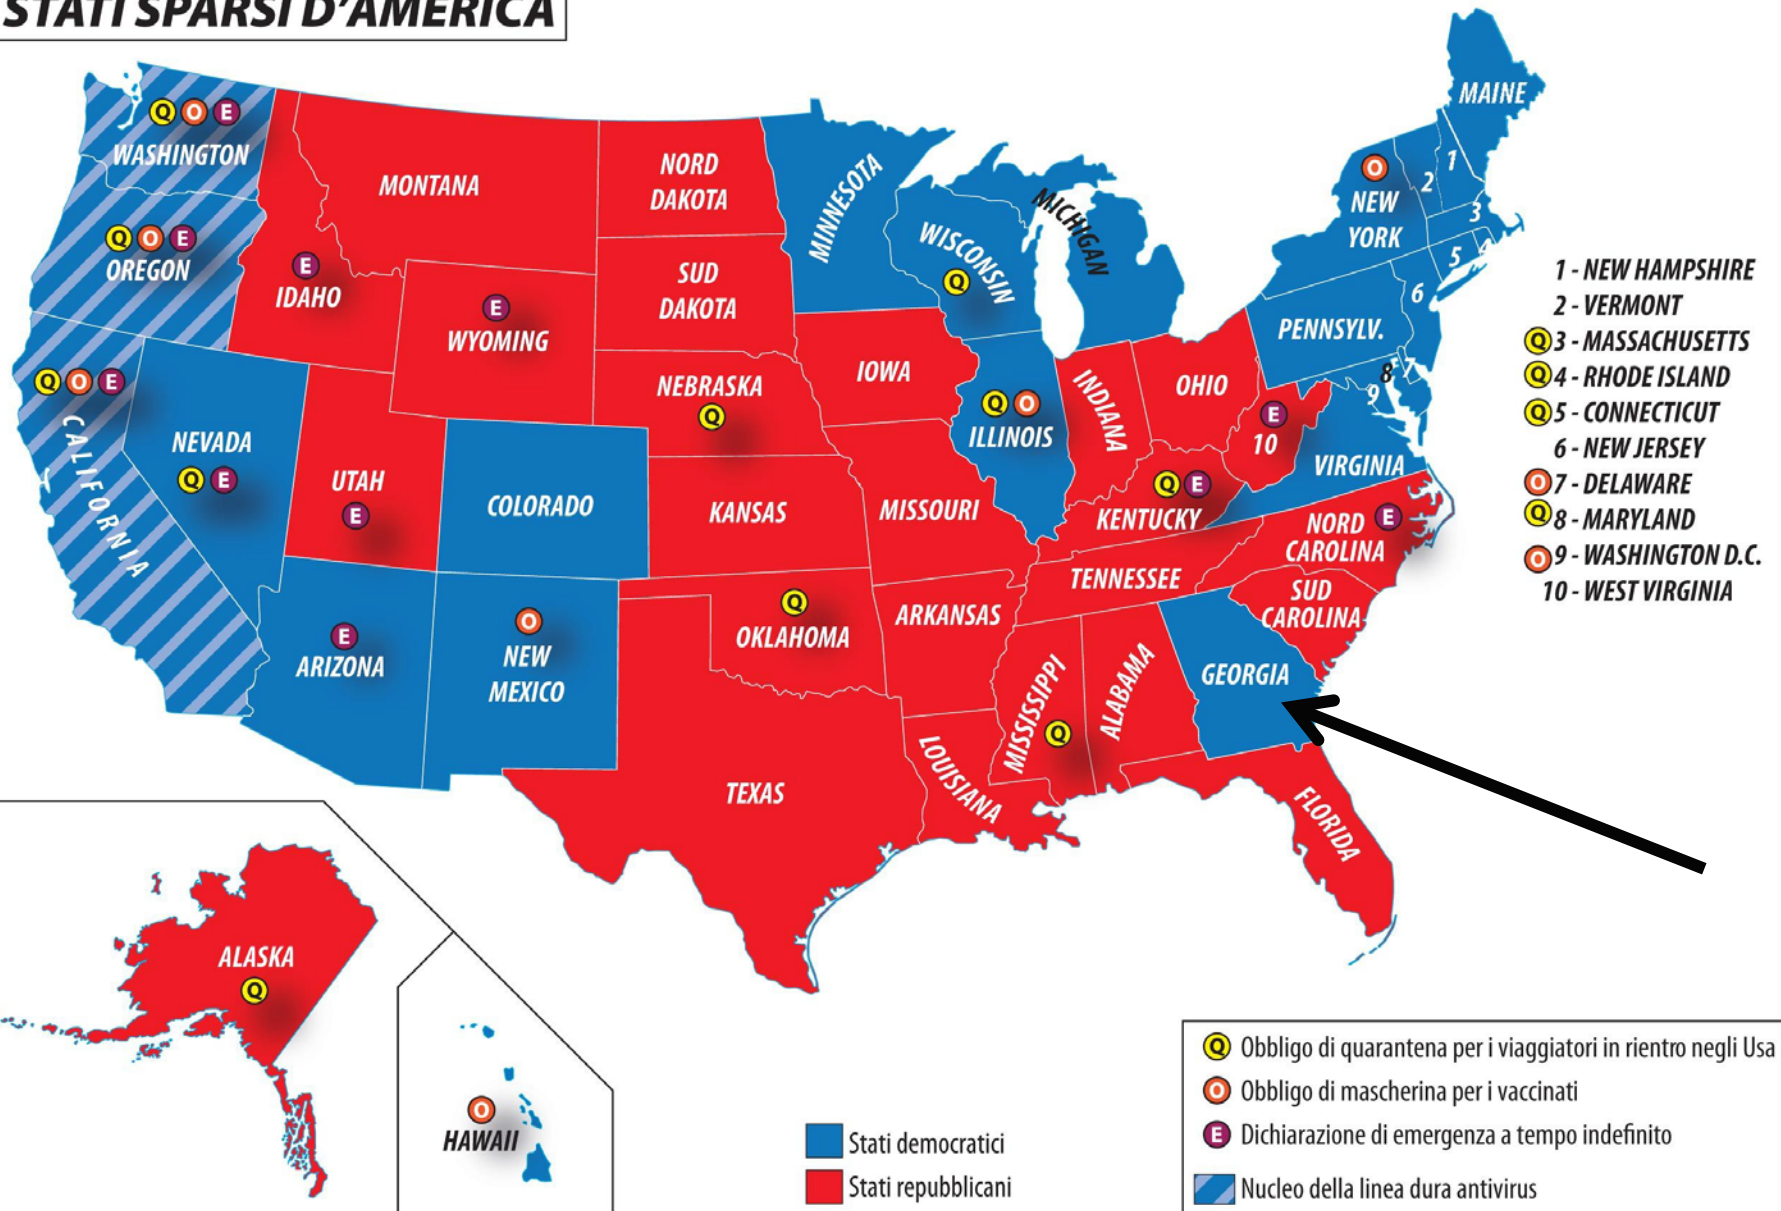 STATI SPARSI D'AMERICA
Q O E
WASHINGTON
Q O E
OREGON
Q O E
CALIFORNIA
NEVADA
Q E
E
IDAHO
MONTANA
E
WYOMING
UTAH
E
COLORADO
E
ARIZONA
O
NEW
MEXICO
NORD
DAKOTA
SUD
DAKOTA
NEBRASKA
Q
KANSAS
Q
OKLAHOMA
TEXAS
MINNESOTA
IOWA
MISSOURI
ARKANSAS
LOUISIANA
WISCONSIN
Q
Q O
ILLINOIS
MICHIGAN
INDIANA
OHIO
Q E
KENTUCKY
TENNESSEE
MISSISSIPPI
Q
ALABAMA
GEORGIA
FLORIDA
SUD
CAROLINA
NORD E
CAROLINA
VIRGINIA
E
10
PENNSYLV.
O
NEW
YORK
MAINE
1
2
3
4
5
6
7
8
9
1 - NEW HAMPSHIRE
2 - VERMONT
Q 3 - MASSACHUSETTS
Q 4 - RHODE ISLAND
Q 5 - CONNECTICUT
6 - NEW JERSEY
O 7 - DELAWARE
Q 8 - MARYLAND
O 9 - WASHINGTON D.C.
10 - WEST VIRGINIA
ALASKA
Q
O
HAWAII
Stati democratici
Stati repubblicani
Q Obbligo di quarantena per i viaggiatori in rientro negli Usa
O Obbligo di mascherina per i vaccinati
E Dichiarazione di emergenza a tempo indefinito
Nucleo della linea dura antivirus